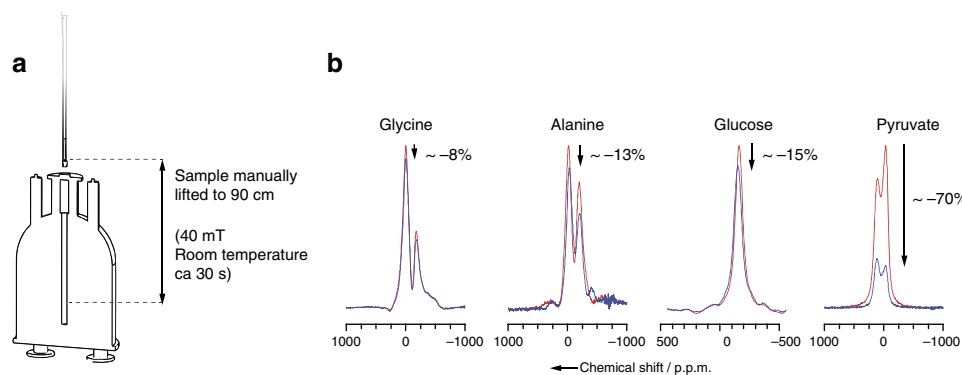 a
Sample manually
lifted to 90 cm
(40 mT
Room temperature
ca 30 s)
b
Glycine
Alanine
Glucose
Pyruvate
~ –8%
~ –13%
~ –15%
~ –70%
1000 0 –1000
1000 0 –1000
500 0 –500
1000 0 –1000
Chemical shift / p.p.m.